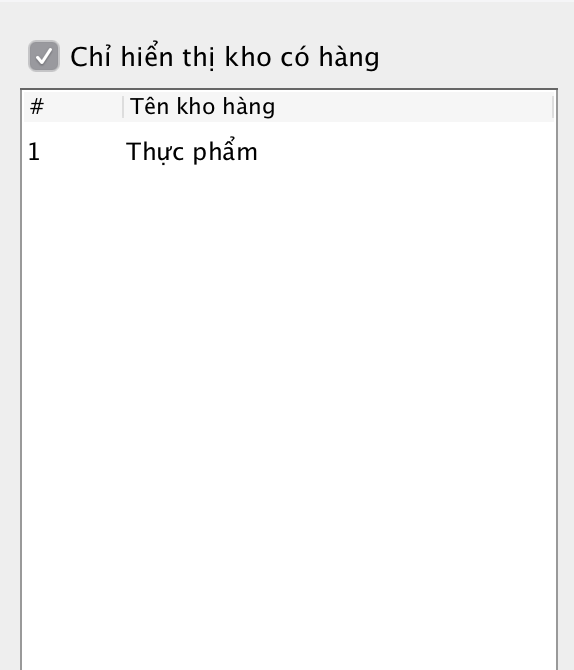 Chỉ hiển thị kho có hàng
# Tên kho hàng
1 Thực phẩm